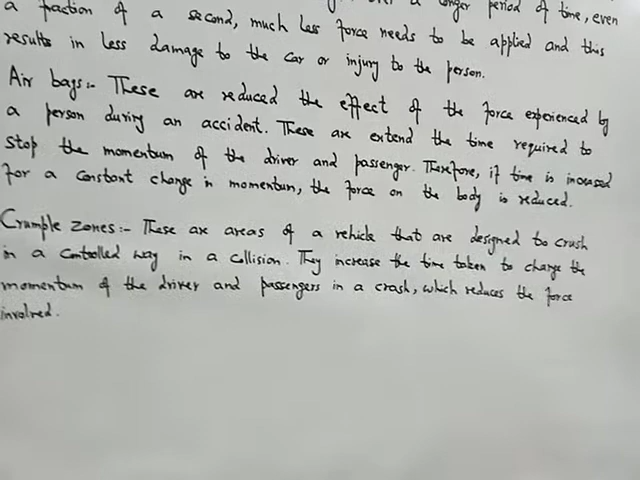 a longer period of time, even
a fraction of a second, much less force needs to be applied and this
results in less damage to the car or injury to the person.
Air bags:- These are reduced the effect of the force experienced by
a person during an accident. These are extend the time required to
stop the momentum of the driver and passenger. Therefore, if time is increased
for a constant change in momentum, the force on the body is reduced.
Crumple zones:- These are areas of a vehicle that are designed to crush
in a controlled way in a collision. They increase the time taken to change the
momentum of the driver and passengers in a crash, which reduces the force
involved.